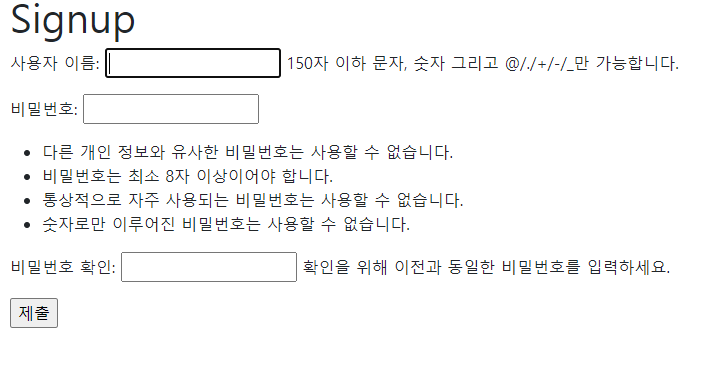 Signup
사용자 이름: 150자 이하 문자, 숫자 그리고 @/./+/-/_만 가능합니다.
비밀번호:
다른 개인 정보와 유사한 비밀번호는 사용할 수 없습니다.
비밀번호는 최소 8자 이상이어야 합니다.
통상적으로 자주 사용되는 비밀번호는 사용할 수 없습니다.
숫자로만 이루어진 비밀번호는 사용할 수 없습니다.
비밀번호 확인: 확인을 위해 이전과 동일한 비밀번호를 입력하세요.
제출